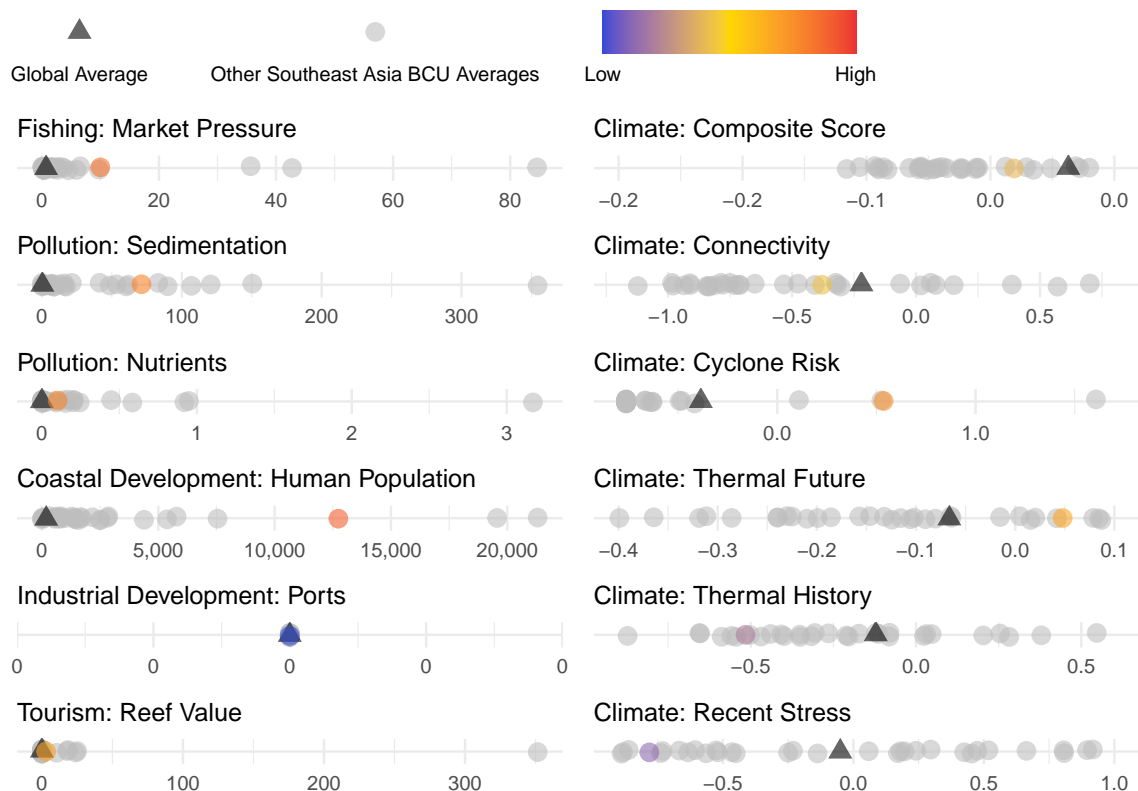 Global Average
Other Southeast Asia BCU Averages
Low
High
Fishing: Market Pressure
0 20 40 60 80
Climate: Composite Score
−0.2 −0.2 −0.1 0.0 0.0
Pollution: Sedimentation
0 100 200 300
Climate: Connectivity
−1.0 −0.5 0.0 0.5
Pollution: Nutrients
0 1 2 3
Climate: Cyclone Risk
0.0 1.0
Coastal Development: Human Population
0 5,000 10,000 15,000 20,000
Climate: Thermal Future
−0.4 −0.3 −0.2 −0.1 0.0 0.1
Industrial Development: Ports
0 0 0 0 0
Climate: Thermal History
−0.5 0.0 0.5
Tourism: Reef Value
0 100 200 300
Climate: Recent Stress
−0.5 0.0 0.5 1.0